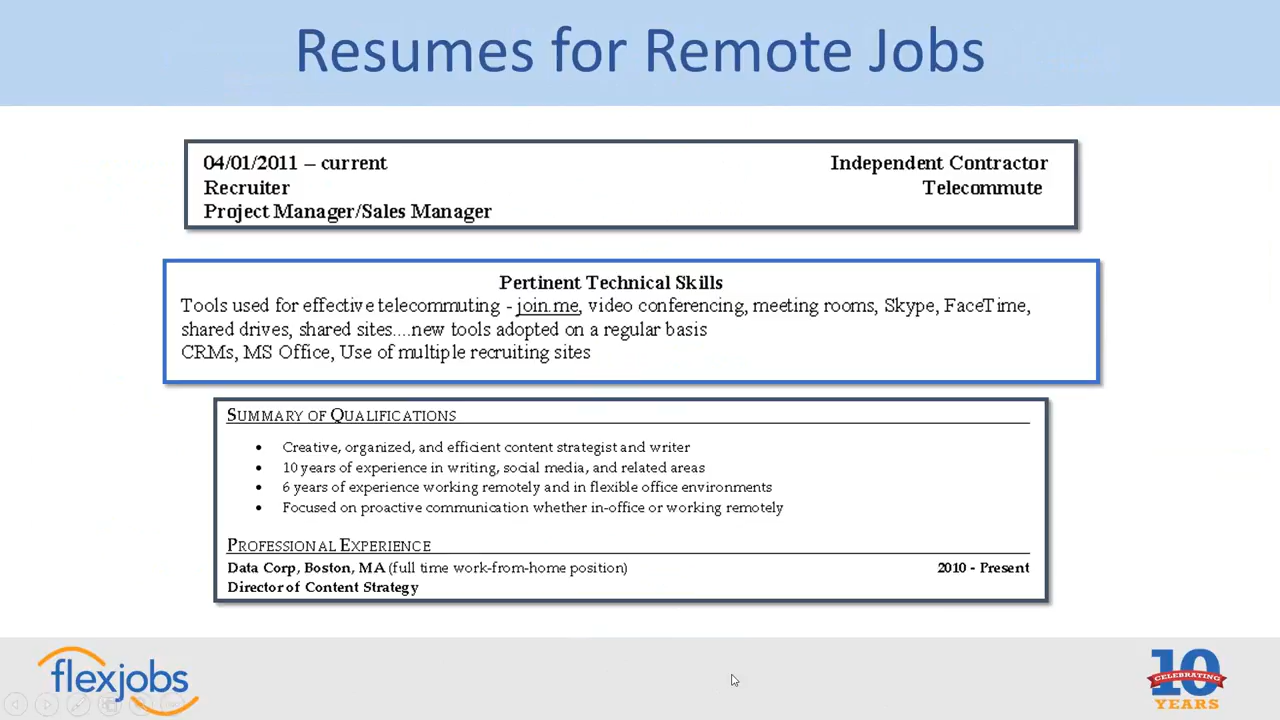 Resumes for Remote Jobs
04/01/2011 – current Independent Contractor
Recruiter Telecommute
Project Manager/Sales Manager
Pertinent Technical Skills
Tools used for effective telecommuting - join.me, video conferencing, meeting rooms, Skype, FaceTime,
shared drives, shared sites....new tools adopted on a regular basis
CRMs, MS Office, Use of multiple recruiting sites
SUMMARY OF QUALIFICATIONS
• Creative, organized, and efficient content strategist and writer
• 10 years of experience in writing, social media, and related areas
• 6 years of experience working remotely and in flexible office environments
• Focused on proactive communication whether in-office or working remotely
PROFESSIONAL EXPERIENCE
Data Corp, Boston, MA (full time work-from-home position) 2010 - Present
Director of Content Strategy
flexjobs
10
CELEBRATING
YEARS